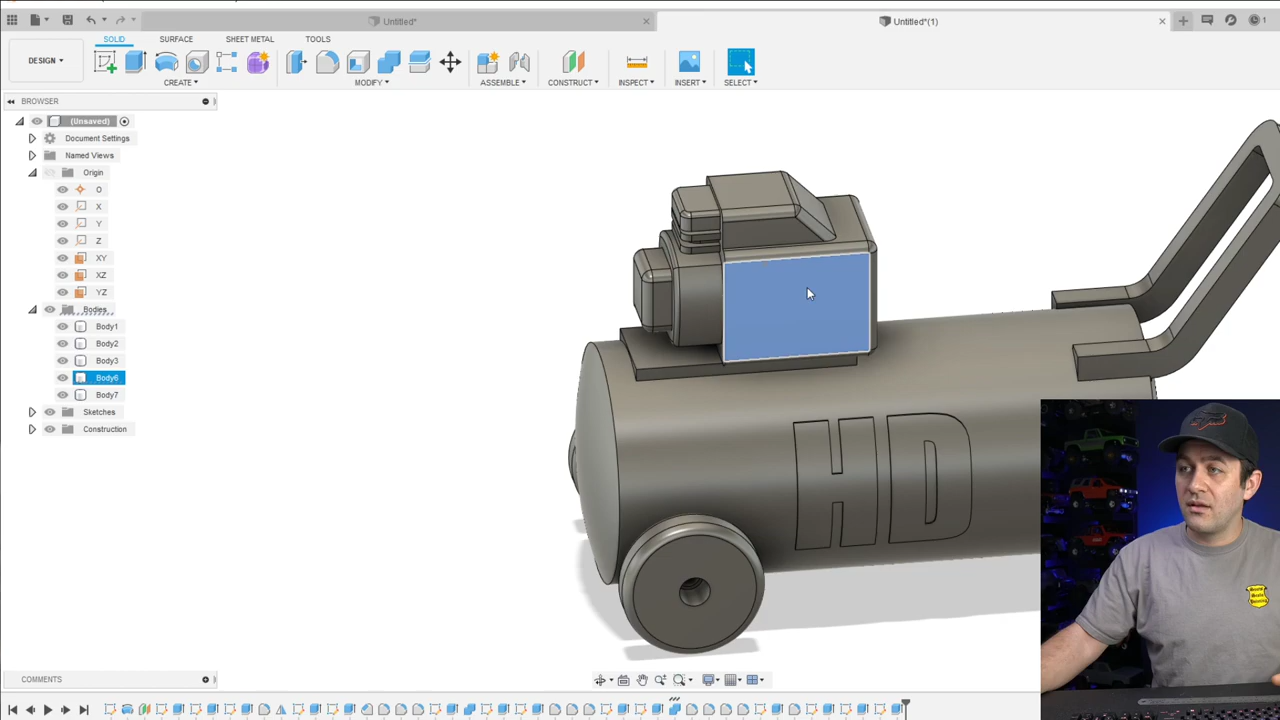 Untitled*
Untitled*(1)
1
DESIGN
SOLID
SURFACE
SHEET METAL
TOOLS
CREATE
MODIFY
ASSEMBLE
CONSTRUCT
INSPECT
INSERT
SELECT
BROWSER
(Unsaved)
Document Settings
Named Views
Origin
O
X
Y
Z
XY
XZ
YZ
Bodies
Body1
Body2
Body3
Body6
Body7
Sketches
Construction
HD
COMMENTS